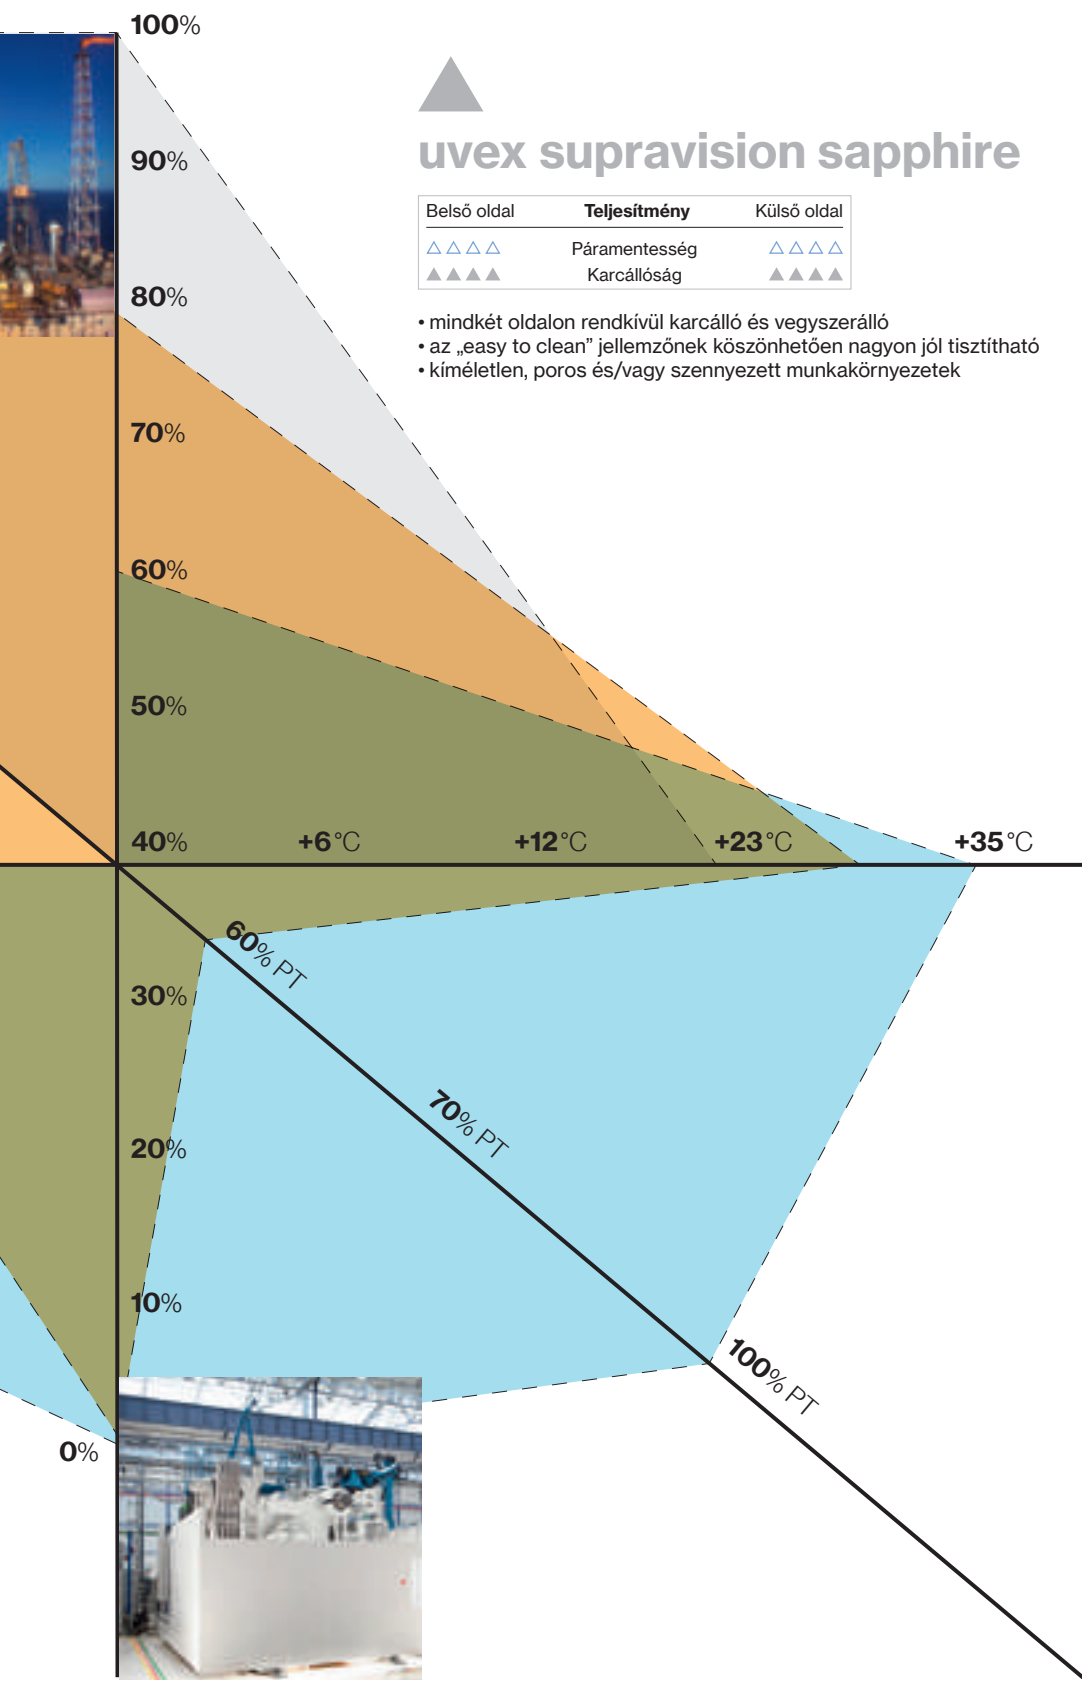 100%
uvex supravision sapphire
Belső oldal Teljesítmény Külső oldal
△△△△ Páramentesség △△△△
▲▲▲▲ Karcállóság ▲▲▲▲
• mindkét oldalon rendkívül karcálló és vegyszerálló
• az „easy to clean” jellemzőnek köszönhetően nagyon jól tisztítható
• kíméletlen, poros és/vagy szennyezett munkakörnyezetek
90%
80%
70%
60%
50%
40% +6°C +12°C +23°C +35°C
60% PT
30%
70% PT
20%
10%
100% PT
0%